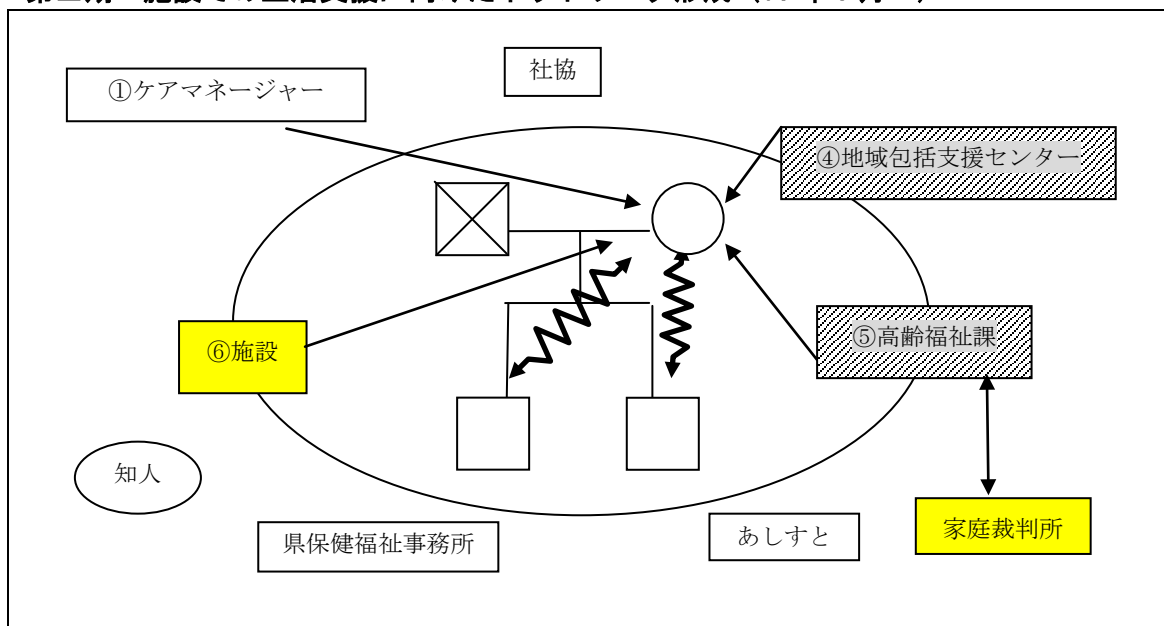 社協
①ケアマネージャー
④地域包括支援センター
⑤高齢福祉課
⑥施設
知人
県保健福祉事務所
あしすと
家庭裁判所